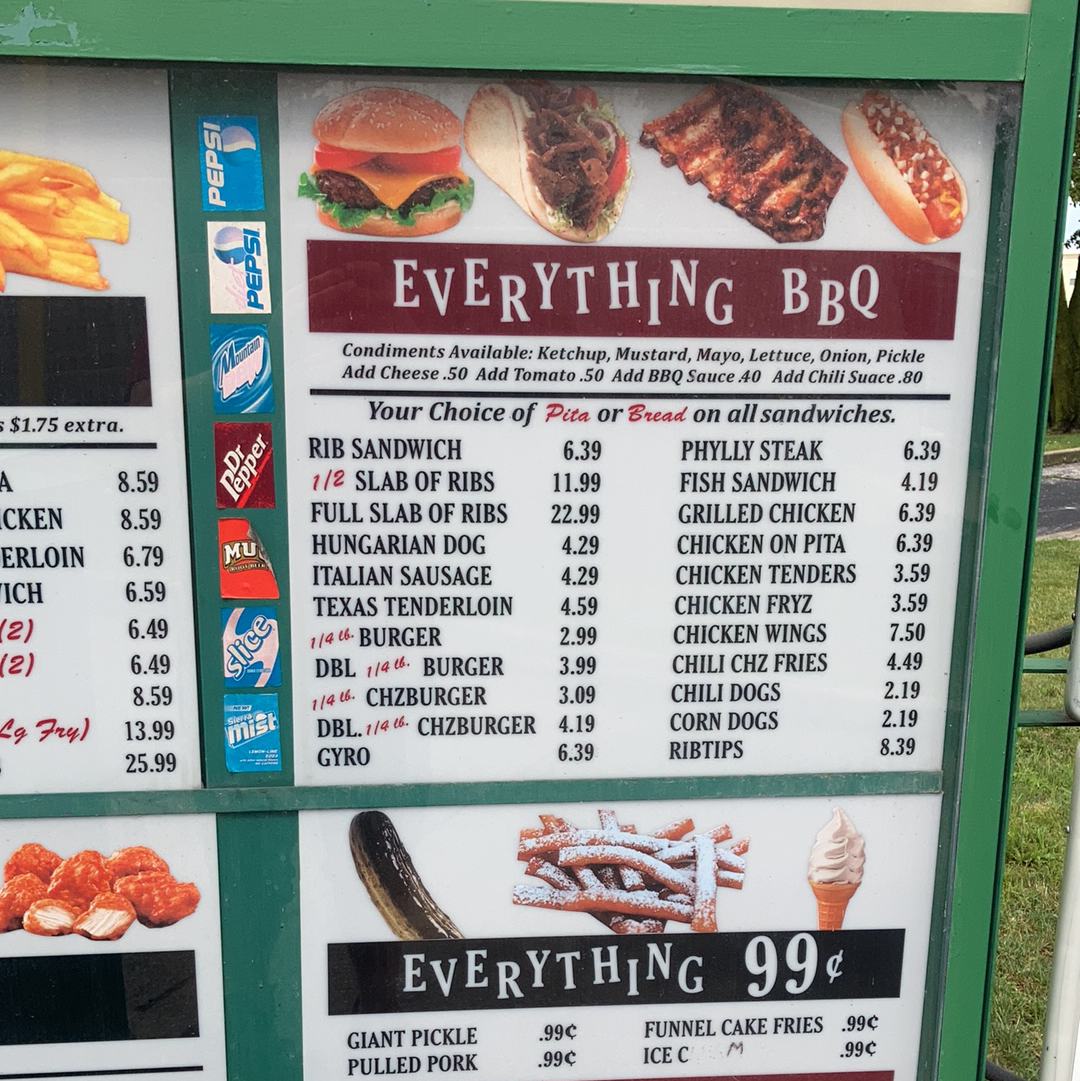 s $1.75 extra.
A 8.59
ICKEN 8.59
DERLOIN 6.79
VICH 6.59
(2) 6.49
(2) 6.49
8.59
Lg Fry) 13.99
25.99
PEPSI
diet PEPSI
Mountain Dew
Dr Pepper
MUG
slice
NEW!
Sierra
mist
LEMON-LIME
EVERYTHING BBQ
Condiments Available: Ketchup, Mustard, Mayo, Lettuce, Onion, Pickle
Add Cheese .50 Add Tomato .50 Add BBQ Sauce .40 Add Chili Suace .80
Your Choice of Pita or Bread on all sandwiches.
RIB SANDWICH 6.39
1/2 SLAB OF RIBS 11.99
FULL SLAB OF RIBS 22.99
HUNGARIAN DOG 4.29
ITALIAN SAUSAGE 4.29
TEXAS TENDERLOIN 4.59
1/4 lb. BURGER 2.99
DBL 1/4 lb. BURGER 3.99
1/4 lb. CHZBURGER 3.09
DBL. 1/4 lb. CHZBURGER 4.19
GYRO 6.39
PHYLLY STEAK 6.39
FISH SANDWICH 4.19
GRILLED CHICKEN 6.39
CHICKEN ON PITA 6.39
CHICKEN TENDERS 3.59
CHICKEN FRYZ 3.59
CHICKEN WINGS 7.50
CHILI CHZ FRIES 4.49
CHILI DOGS 2.19
CORN DOGS 2.19
RIBTIPS 8.39
EVERYTHING 99¢
GIANT PICKLE .99¢
PULLED PORK .99¢
FUNNEL CAKE FRIES .99¢
ICE C M .99¢